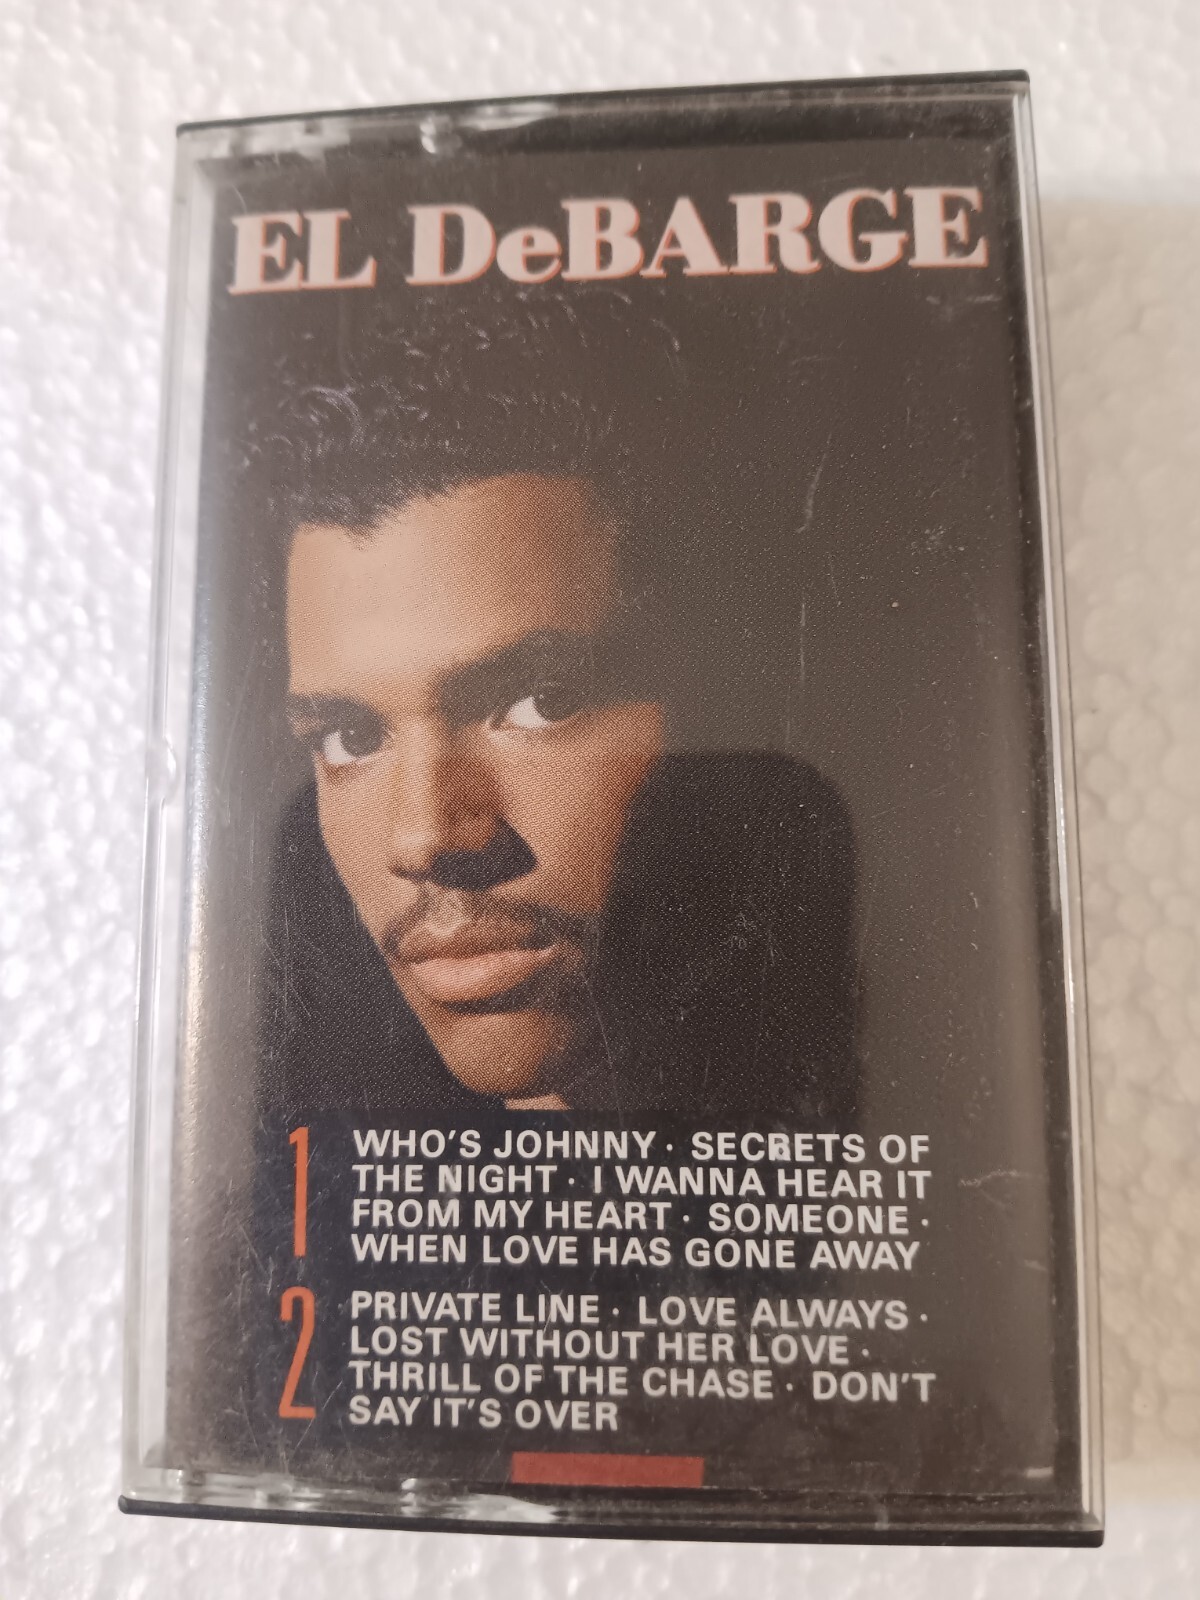 EL DeBARGE
1
WHO'S JOHNNY · SECRETS OF
THE NIGHT · I WANNA HEAR IT
FROM MY HEART · SOMEONE ·
WHEN LOVE HAS GONE AWAY
2
PRIVATE LINE · LOVE ALWAYS ·
LOST WITHOUT HER LOVE ·
THRILL OF THE CHASE · DON'T
SAY IT'S OVER